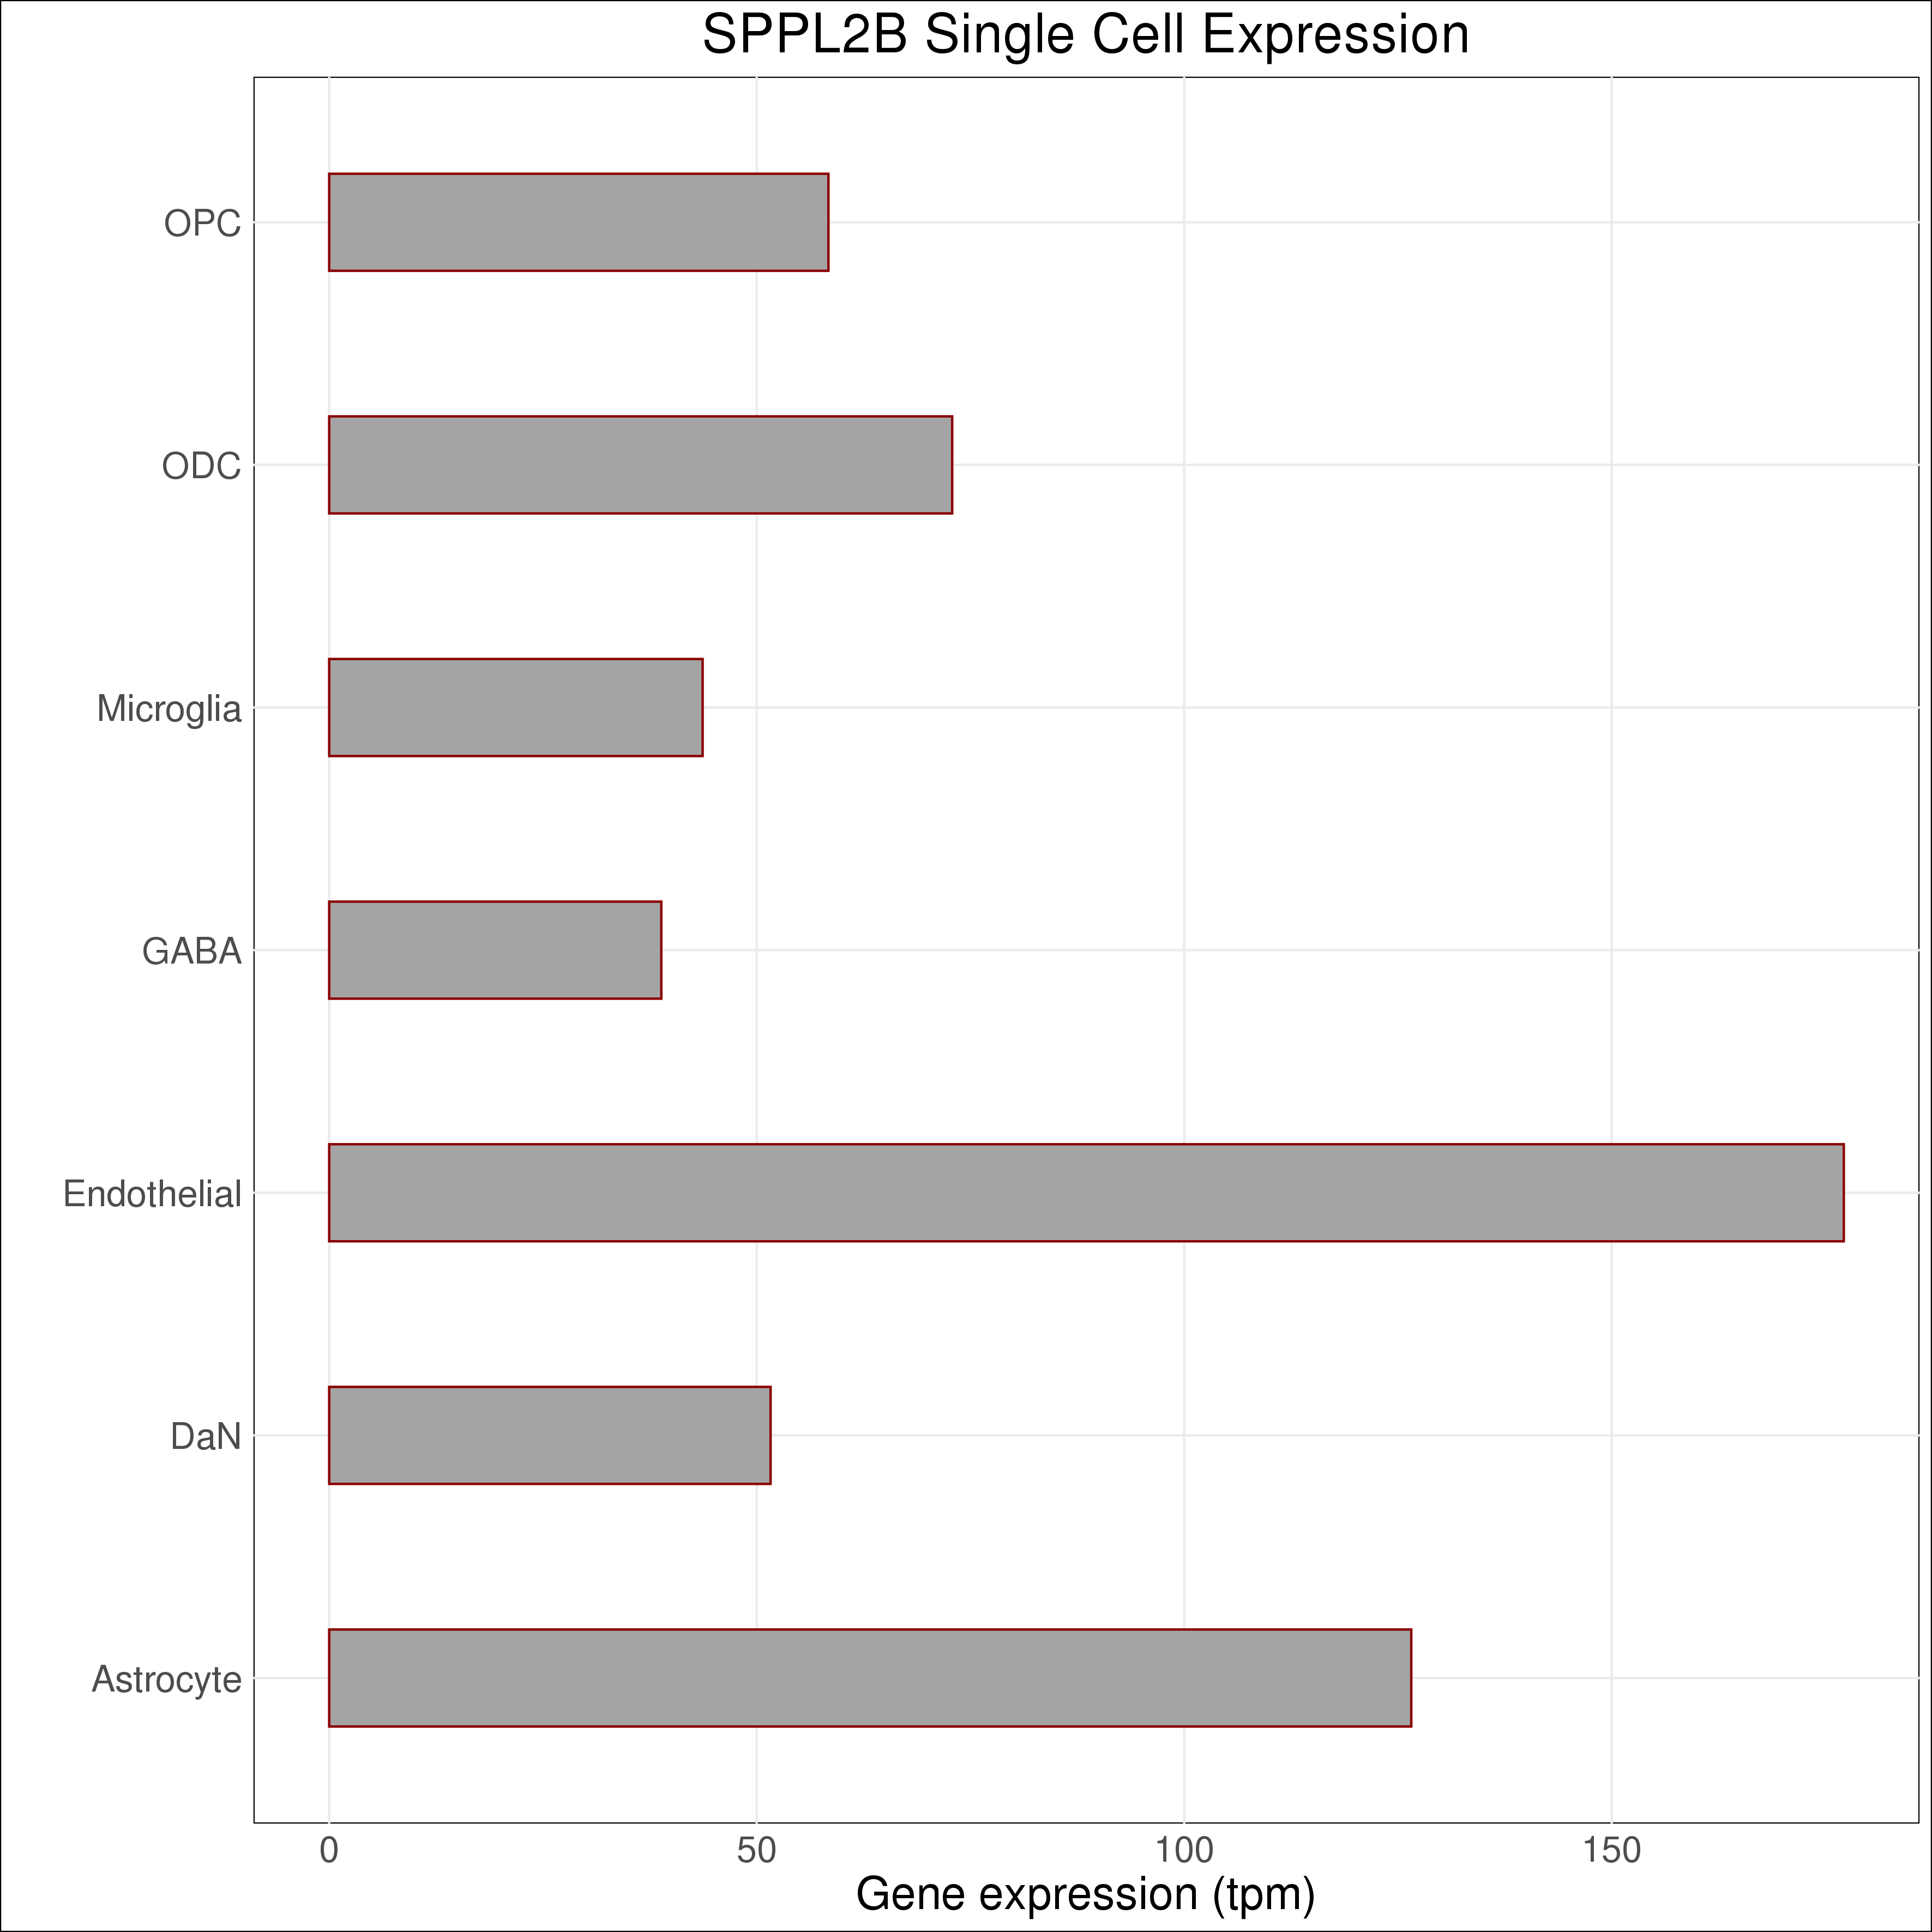 SPPL2B Single Cell Expression
OPC
ODC
Microglia
GABA
Endothelial
DaN
Astrocyte
0 50 100 150
Gene expression (tpm)